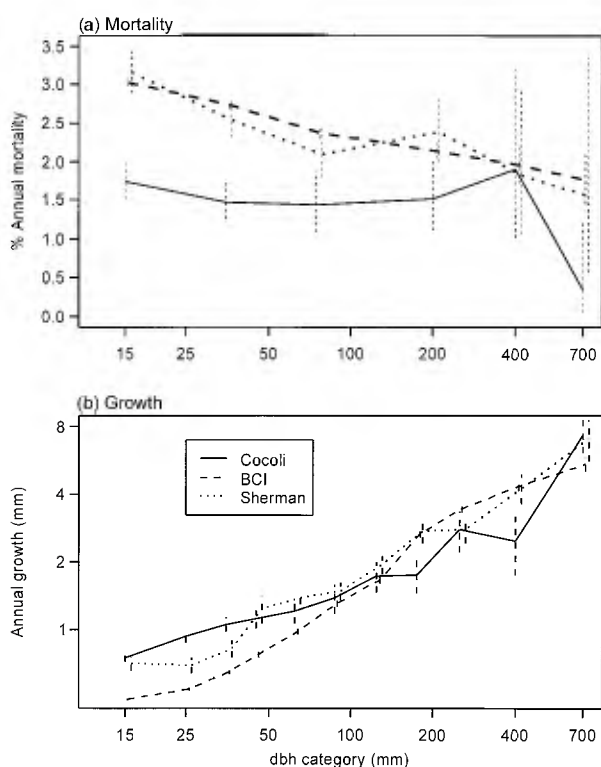 (a) Mortality
% Annual mortality
3.5
3.0
2.5
2.0
1.5
1.0
0.5
0.0
15 25 50 100 200 400 700
(b) Growth
Annual growth (mm)
8
4
2
1
Cocoli
BCI
Sherman
15 25 50 100 200 400 700
dbh category (mm)